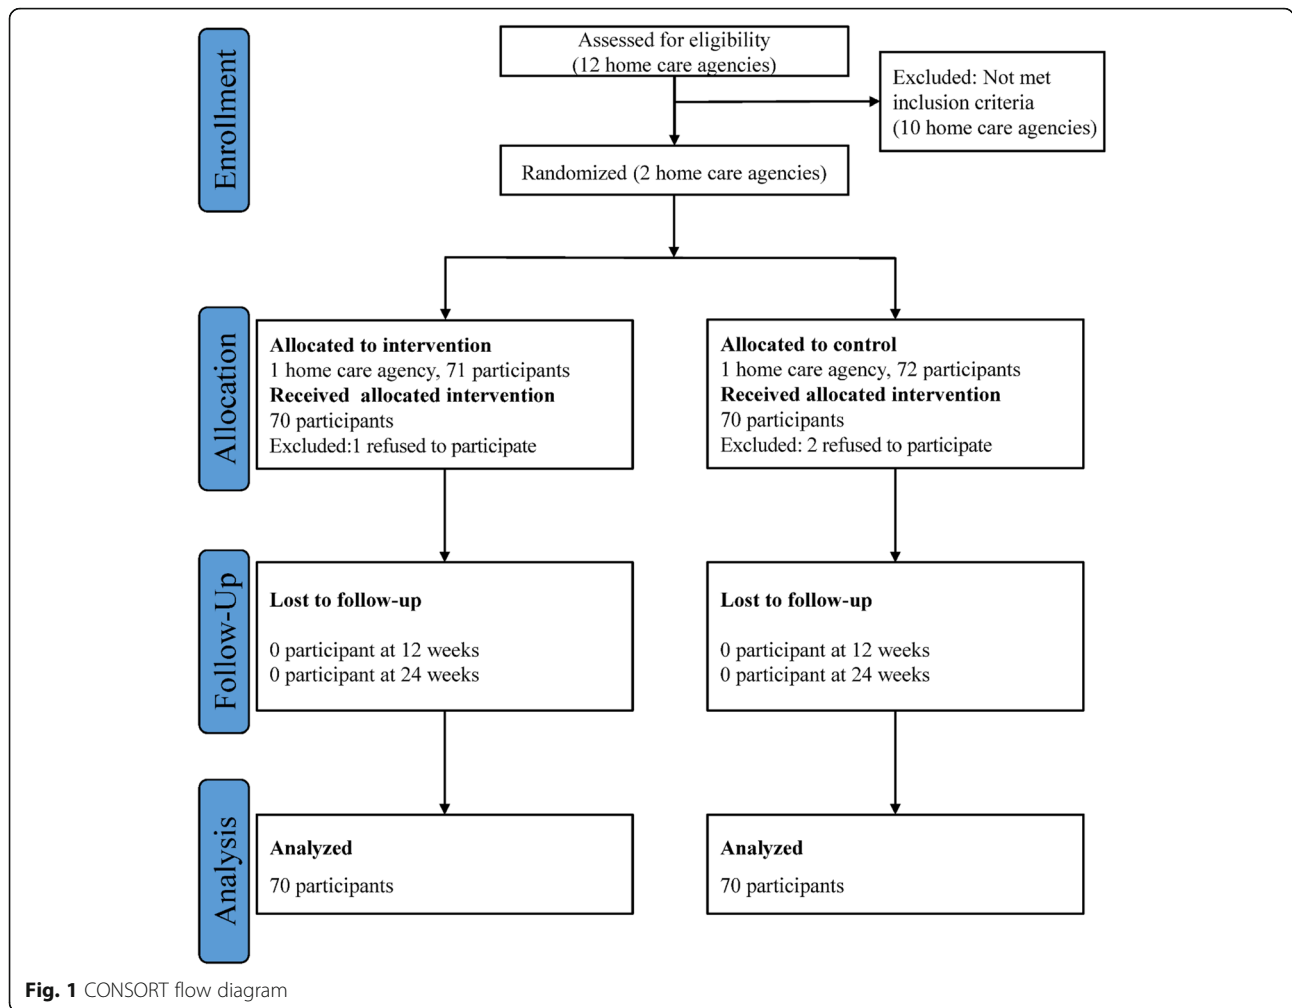 Enrollment
Assessed for eligibility
(12 home care agencies)
Excluded: Not met
inclusion criteria
(10 home care agencies)
Randomized (2 home care agencies)
Allocation
Allocated to intervention
1 home care agency, 71 participants
Received allocated intervention
70 participants
Excluded:1 refused to participate
Allocated to control
1 home care agency, 72 participants
Received allocated intervention
70 participants
Excluded: 2 refused to participate
Follow-Up
Lost to follow-up
0 participant at 12 weeks
0 participant at 24 weeks
Lost to follow-up
0 participant at 12 weeks
0 participant at 24 weeks
Analysis
Analyzed
70 participants
Analyzed
70 participants
Fig. 1 CONSORT flow diagram